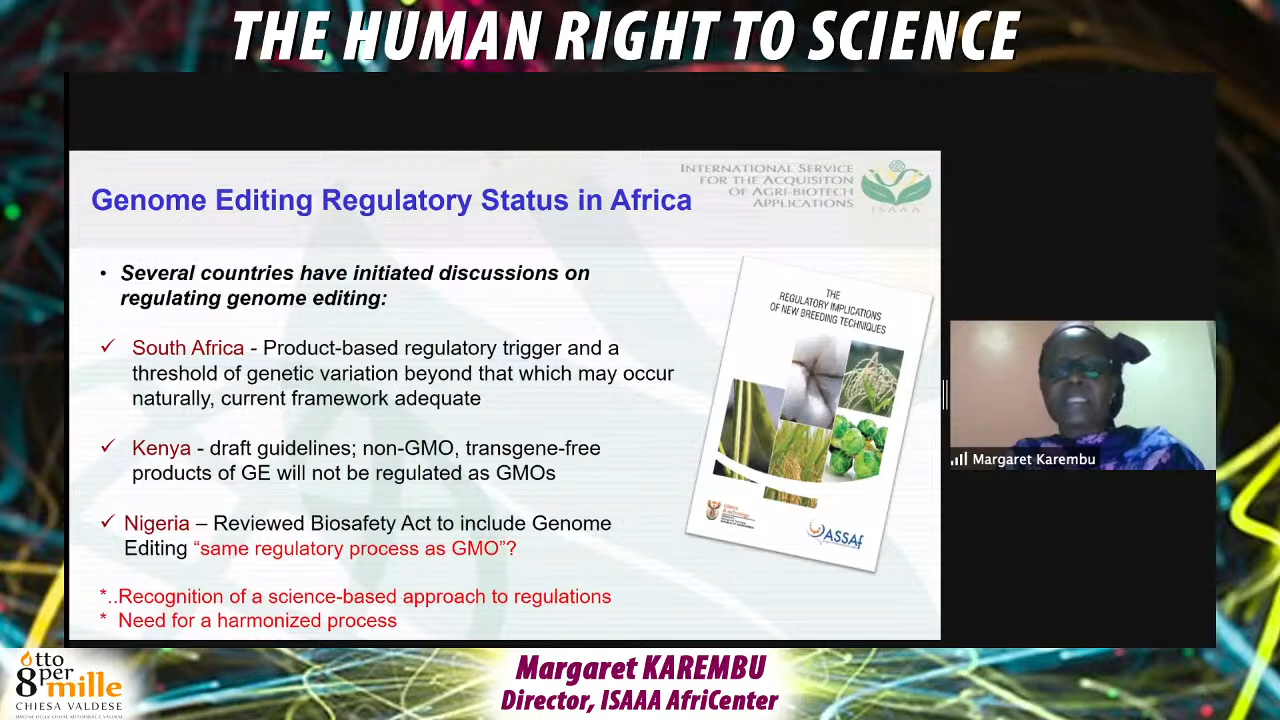 THE HUMAN RIGHT TO SCIENCE
INTERNATIONAL SERVICE
FOR THE ACQUISITON
OF AGRI-BIOTECH
APPLICATIONS
ISAAA
Genome Editing Regulatory Status in Africa
• Several countries have initiated discussions on
regulating genome editing:
✓ South Africa - Product-based regulatory trigger and a
threshold of genetic variation beyond that which may occur
naturally, current framework adequate
✓ Kenya - draft guidelines; non-GMO, transgene-free
products of GE will not be regulated as GMOs
✓ Nigeria – Reviewed Biosafety Act to include Genome
Editing “same regulatory process as GMO”?
*..Recognition of a science-based approach to regulations
* Need for a harmonized process
THE
REGULATORY IMPLICATIONS
OF NEW BREEDING TECHNIQUES
ASSAf
Margaret Karembu
otto
per
8 mille
CHIESA VALDESE
Margaret KAREMBU
Director, ISAAA AfriCenter